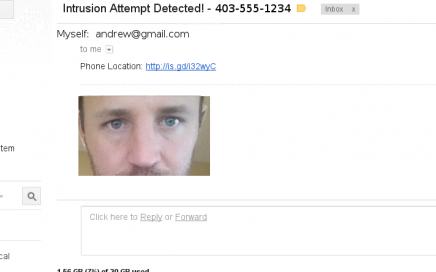 Intrusion Attempt Detected! - 403-555-1234 Inbox x
Myself: andrew@gmail.com
to me
Phone Location: http://is.gd/i32wyC
tem
Click here to Reply or Forward
cal
1.56 GB (7%) of 20 GB used